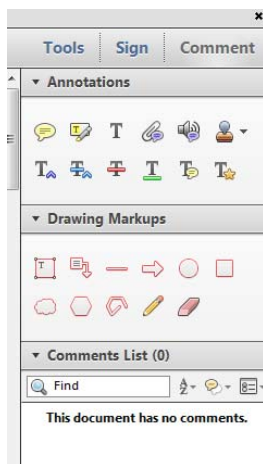 Tools Sign Comment
Annotations
Drawing Markups
Comments List (0)
Find
This document has no comments.